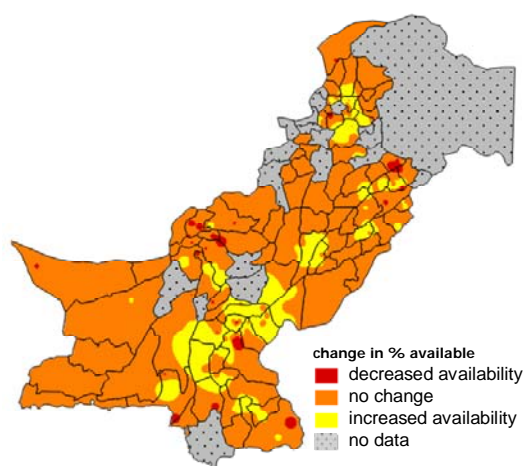 change in % available
decreased availability
no change
increased availability
no data